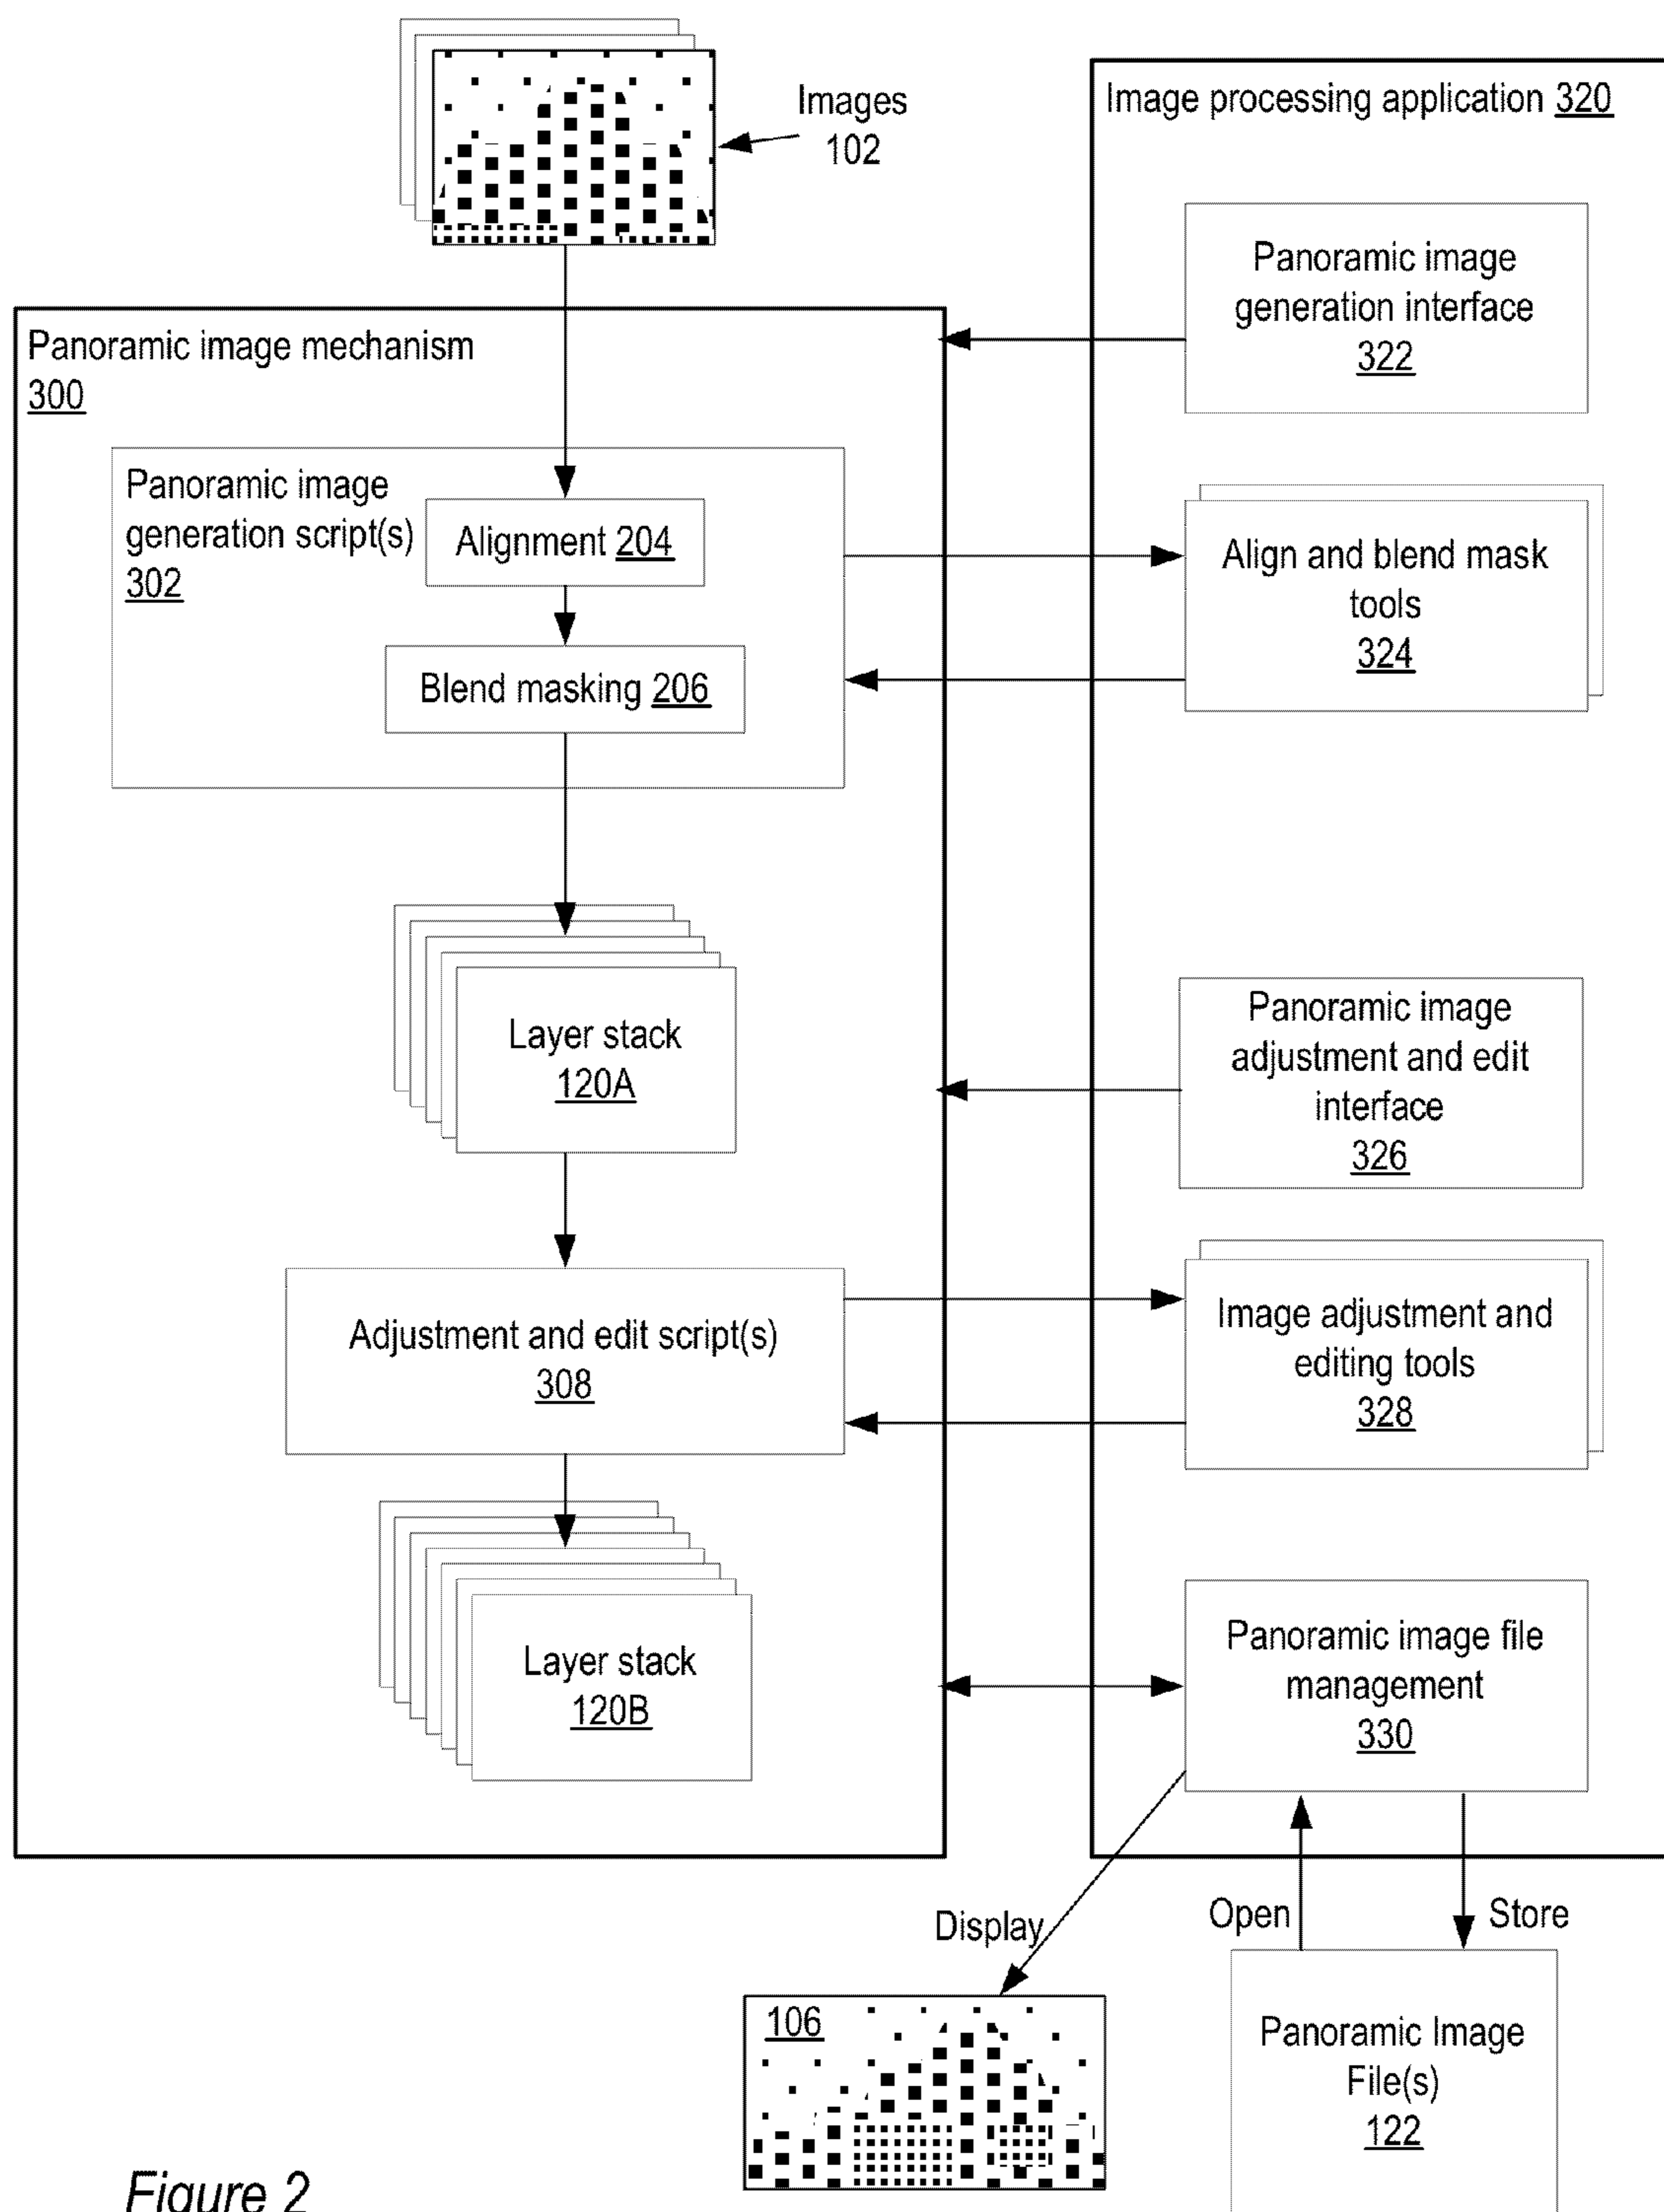 Images
102
Image processing application 320
Panoramic image
generation interface
322
Panoramic image mechanism
300
Panoramic image
generation script(s)
302
Alignment 204
Blend masking 206
Align and blend mask
tools
324
Layer stack
120A
Panoramic image
adjustment and edit
interface
326
Adjustment and edit script(s)
308
Image adjustment and
editing tools
328
Layer stack
120B
Panoramic image file
management
330
Display
Open
Store
106
Panoramic Image
File(s)
122
Figure 2